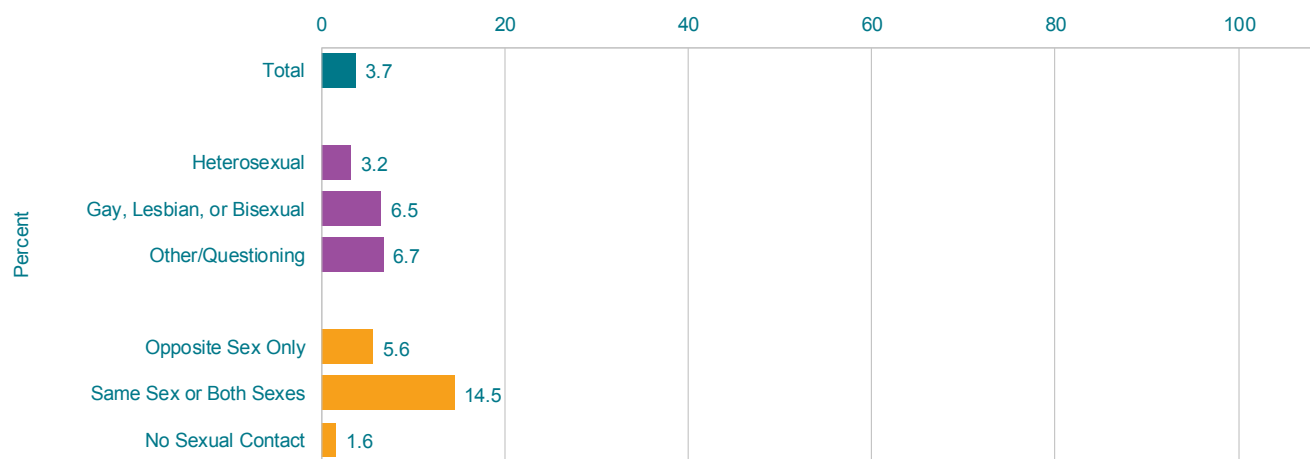 0 20 40 60 80 100
Total 3.7
Heterosexual 3.2
Gay, Lesbian, or Bisexual 6.5
Other/Questioning 6.7
Percent
Opposite Sex Only 5.6
Same Sex or Both Sexes 14.5
No Sexual Contact 1.6